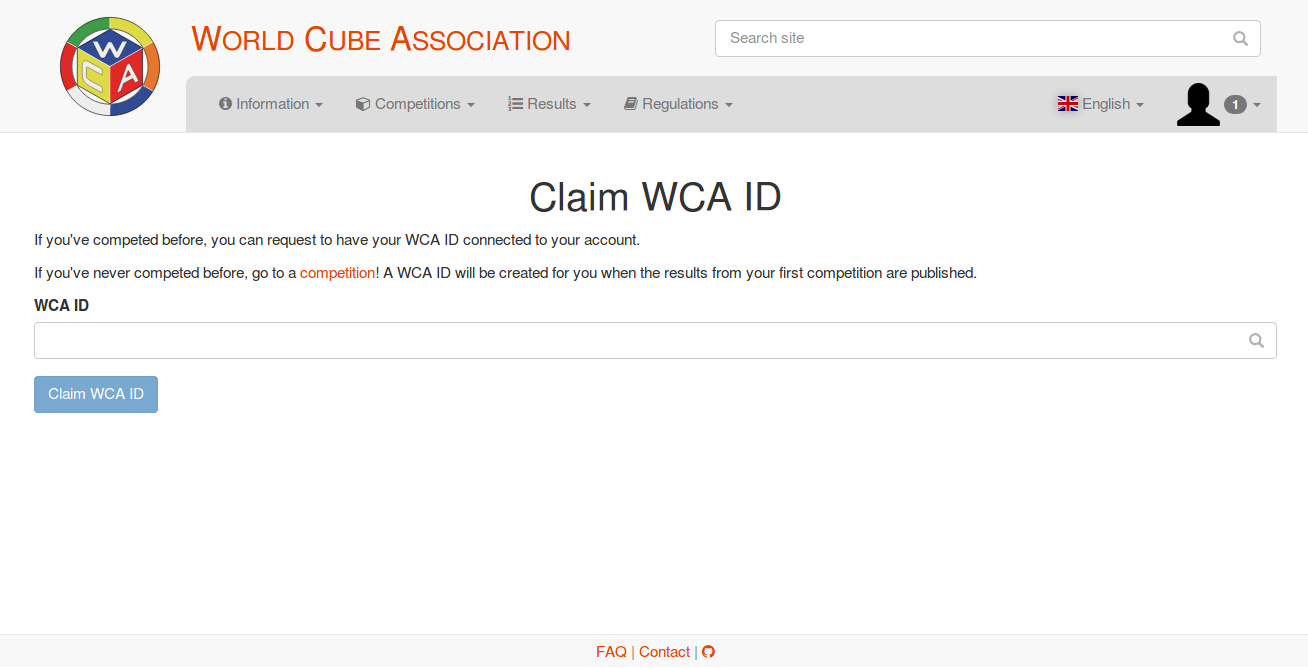 W
C A
World Cube Association
Search site
Information
Competitions
Results
Regulations
English
1
Claim WCA ID
If you've competed before, you can request to have your WCA ID connected to your account.
If you've never competed before, go to a competition! A WCA ID will be created for you when the results from your first competition are published.
WCA ID
Claim WCA ID
FAQ | Contact |